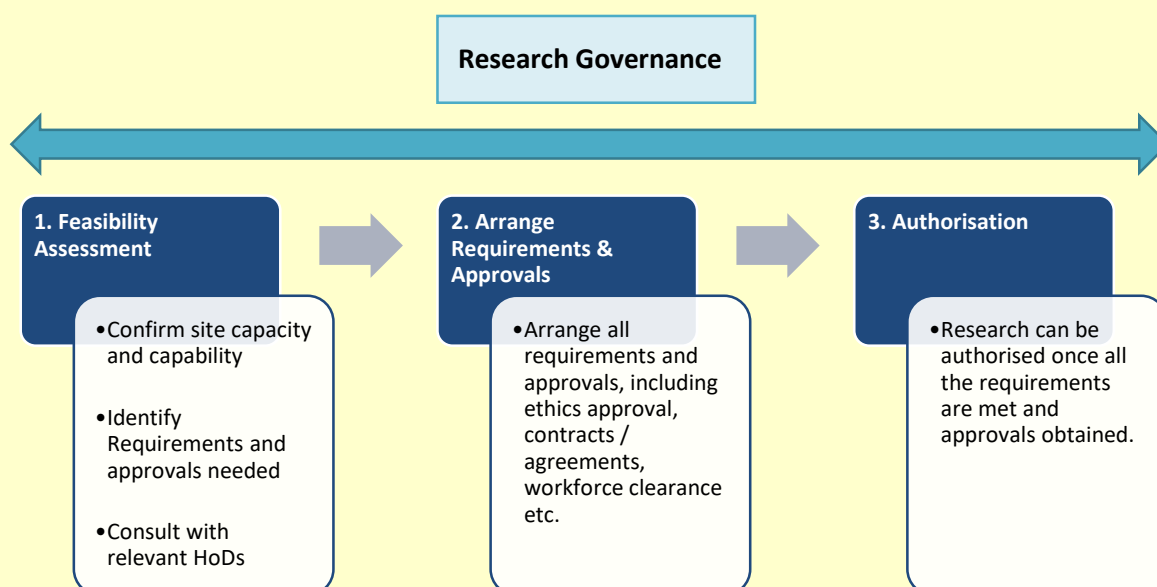 Research Governance
1. Feasibility
Assessment
•Confirm site capacity
and capability
•Identify
Requirements and
approvals needed
•Consult with
relevant HoDs
2. Arrange
Requirements &
Approvals
•Arrange all
requirements and
approvals, including
ethics approval,
contracts /
agreements,
workforce clearance
etc.
3. Authorisation
•Research can be
authorised once all
the requirements
are met and
approvals obtained.